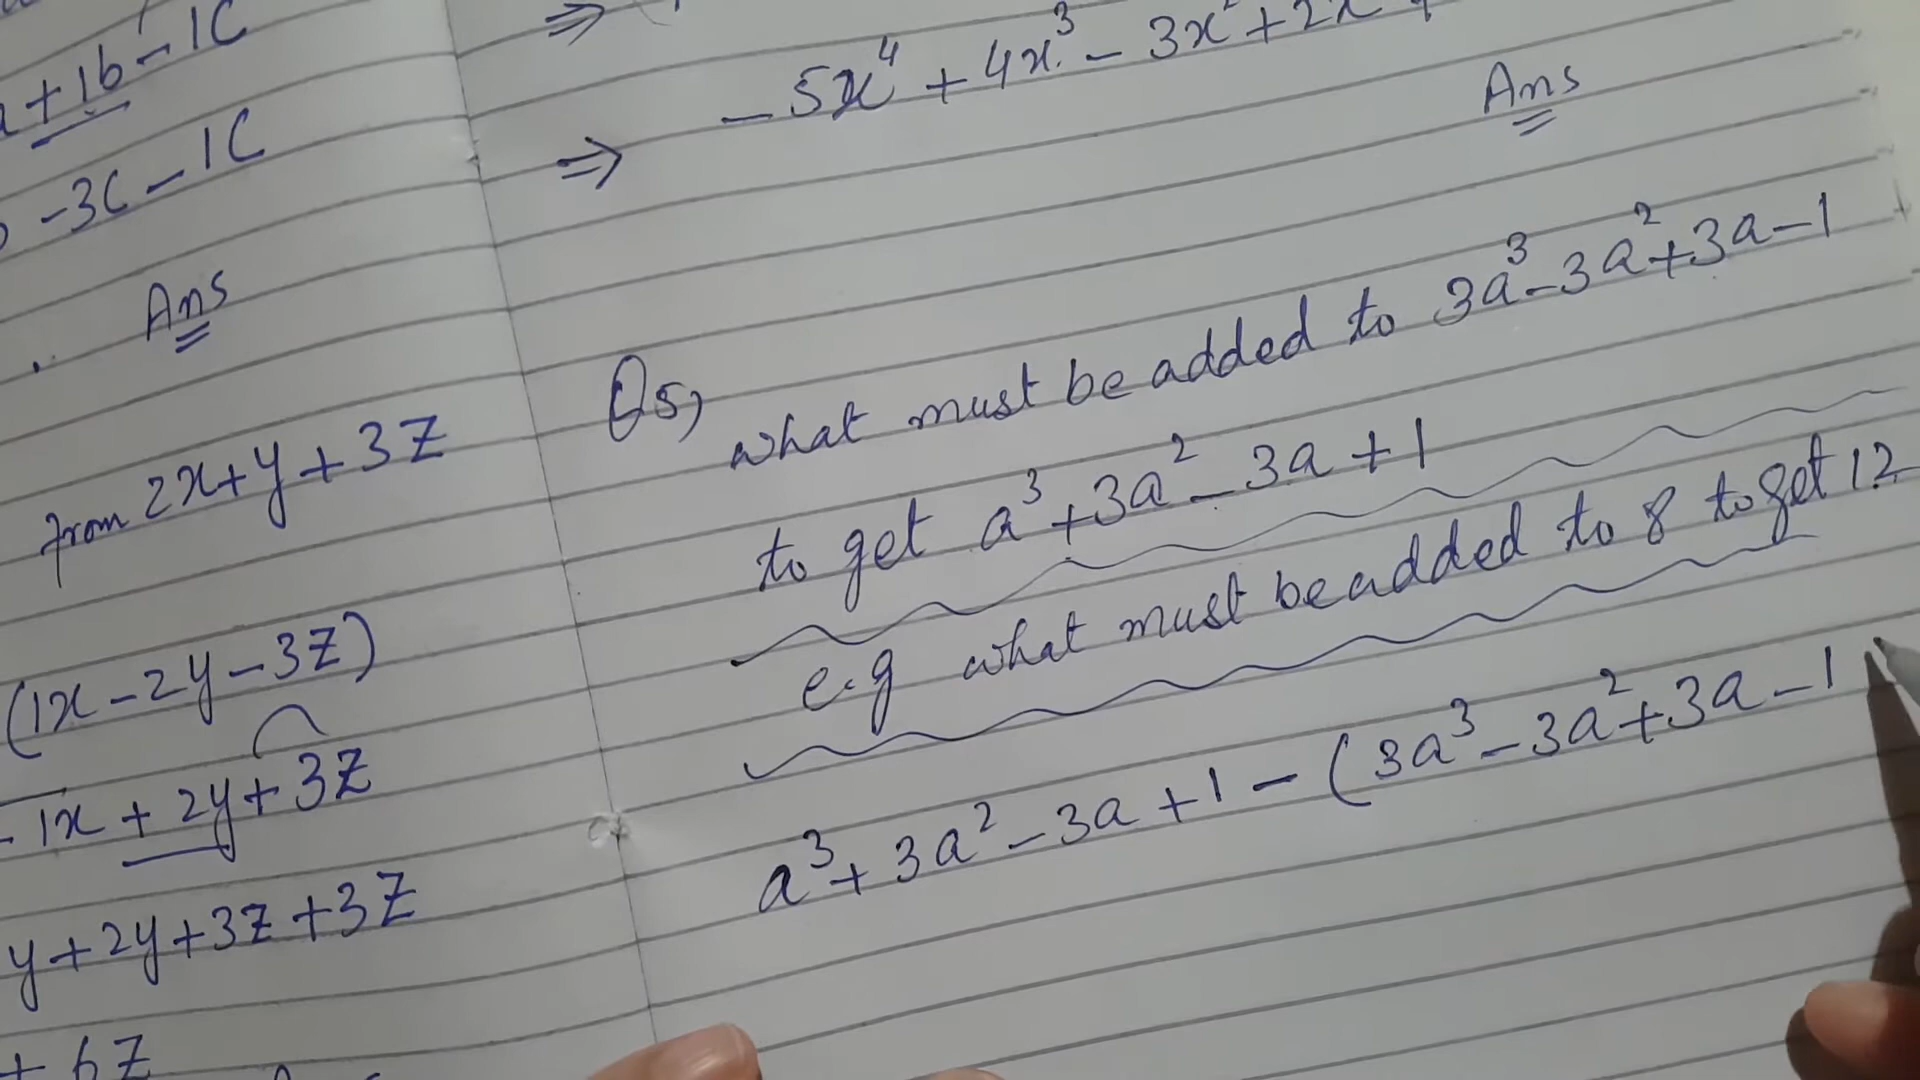 +1b-1C
-3C-1C
Ans
from 2x+y+3Z
(1x-2y-3Z)
-1x+2y+3Z
y+2y+3Z+3Z
+6Z
⇒
-5x⁴+4x³-3x²+2x
⇒
Ans
Q5, what must be added to 3a³-3a²+3a-1
to get a³+3a²-3a+1
e.g what must be added to 8 to get 12
a³+3a²-3a+1-(3a³-3a²+3a-1